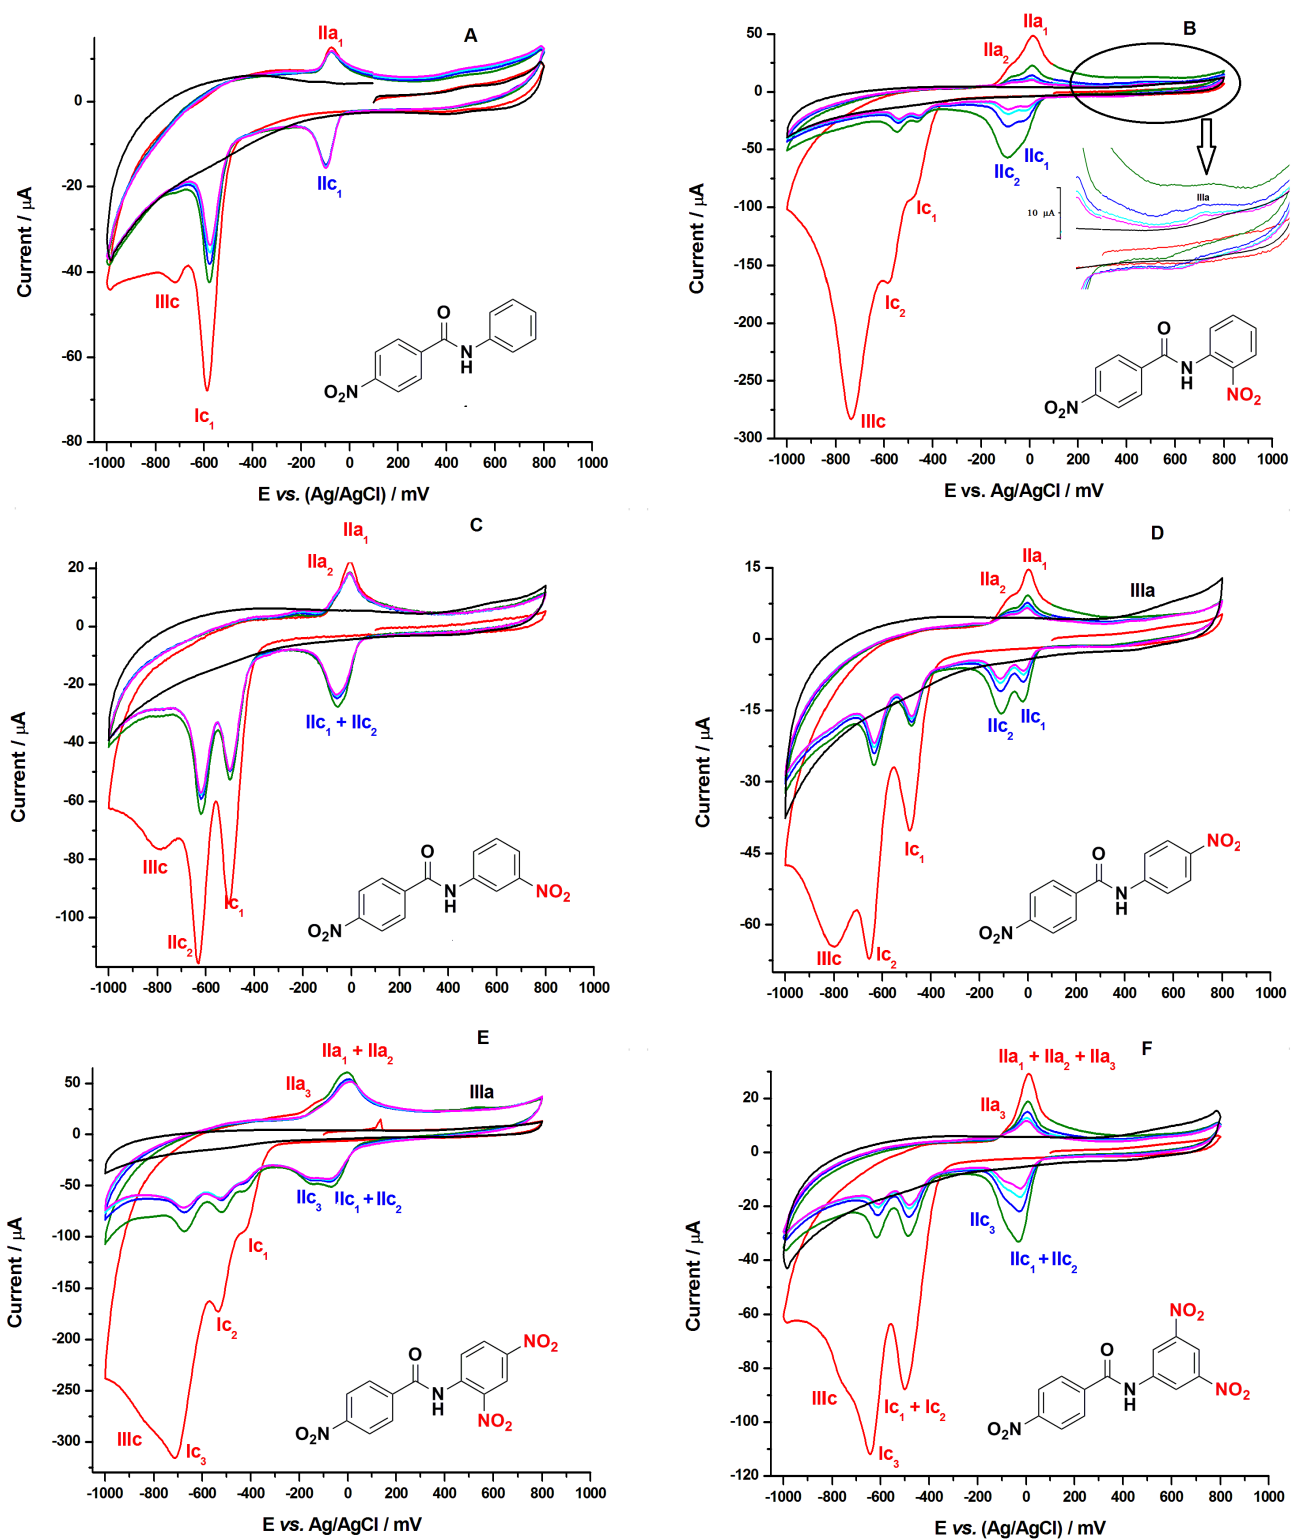 A
IIa1
0
-20
-40
-60
-80
Current / µA
IIc1
IIIc
Ic1
O
N
H
O2N
-1000 -800 -600 -400 -200 0 200 400 600 800 1000
E vs. (Ag/AgCl) / mV
B
IIa1
IIa2
50
0
-50
-100
-150
-200
-250
-300
Current / µA
IIc1
IIc2
Ic1
Ic2
IIIc
IIIa
10 µA
O
N
H
O2N
NO2
-1000 -800 -600 -400 -200 0 200 400 600 800 1000
E vs. Ag/AgCl / mV
C
IIa1
IIa2
20
0
-20
-40
-60
-80
-100
Current / µA
IIc1 + IIc2
IIIc
Ic1
IIc2
O
N
H
O2N
NO2
-1000 -800 -600 -400 -200 0 200 400 600 800 1000
D
IIa1
IIa2
IIIa
15
0
-15
-30
-45
-60
Current / µA
IIc2
IIc1
Ic1
IIIc
Ic2
O
N
H
O2N
NO2
-1000 -800 -600 -400 -200 0 200 400 600 800 1000
E
IIa1 + IIa2
IIa3
IIIa
50
0
-50
-100
-150
-200
-250
-300
Current / µA
IIc3
IIc1 + IIc2
Ic1
Ic2
IIIc
Ic3
O
N
H
O2N
NO2
NO2
-1000 -800 -600 -400 -200 0 200 400 600 800 1000
E vs. Ag/AgCl / mV
F
IIa1 + IIa2 + IIa3
IIa3
20
0
-20
-40
-60
-80
-100
-120
Current / µA
IIc3
IIc1 + IIc2
IIIc
Ic1 + Ic2
Ic3
O
N
H
O2N
NO2
NO2
-1000 -800 -600 -400 -200 0 200 400 600 800 1000
E vs. (Ag/AgCl) / mV